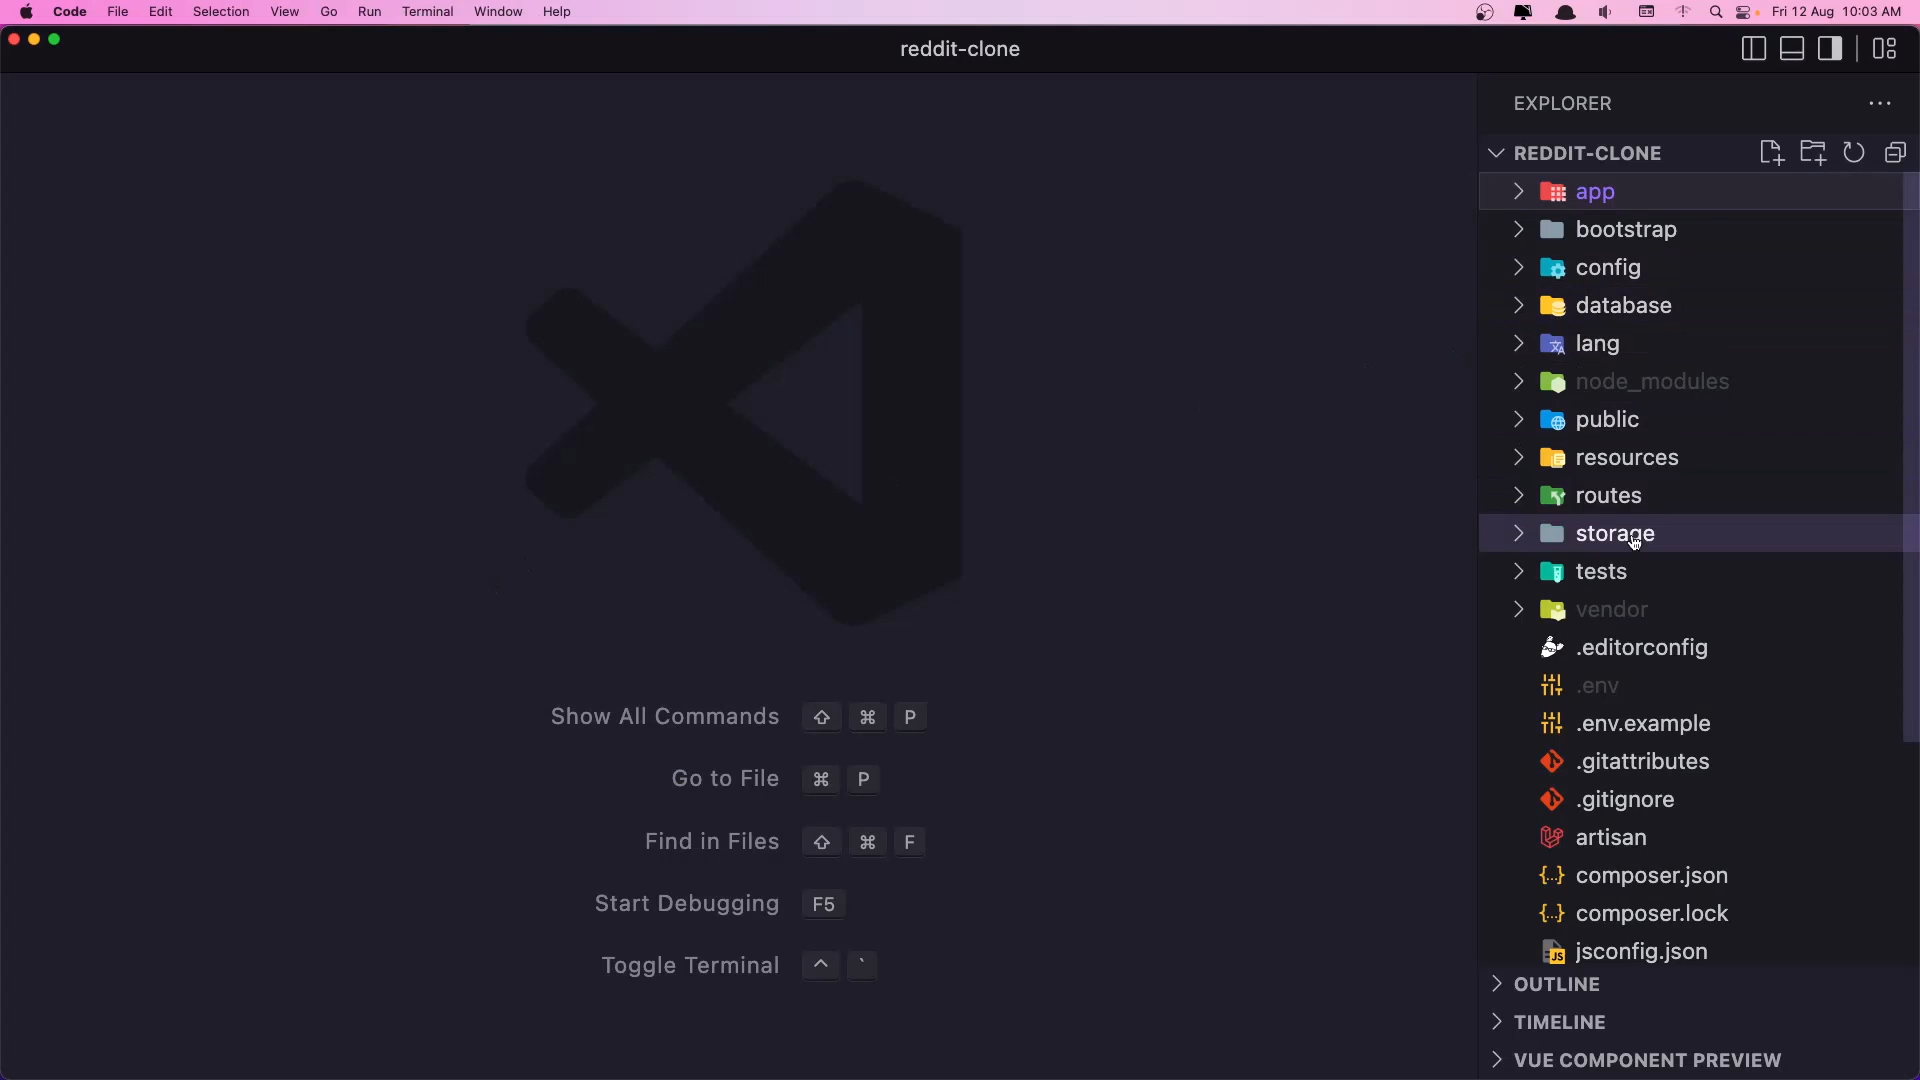 Code File Edit Selection View Go Run Terminal Window Help Fri 12 Aug 10:03 AM
reddit-clone
EXPLORER
REDDIT-CLONE
app
bootstrap
config
database
lang
node_modules
public
resources
routes
storage
tests
vendor
.editorconfig
.env
.env.example
.gitattributes
.gitignore
artisan
composer.json
composer.lock
jsconfig.json
OUTLINE
TIMELINE
VUE COMPONENT PREVIEW
Show All Commands ⇧ ⌘ P
Go to File ⌘ P
Find in Files ⇧ ⌘ F
Start Debugging F5
Toggle Terminal ^ `